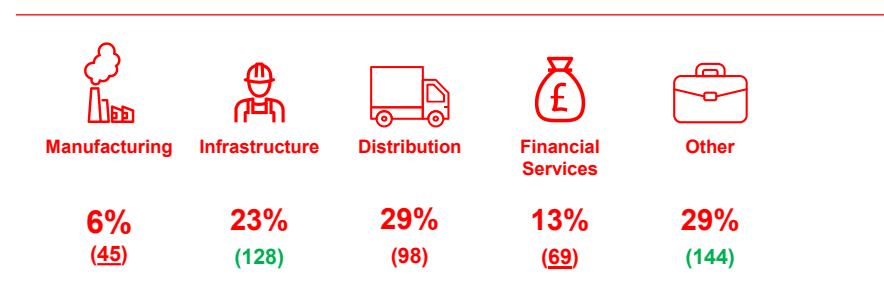 £
Manufacturing Infrastructure Distribution Financial Services Other
6% 23% 29% 13% 29%
(45) (128) (98) (69) (144)